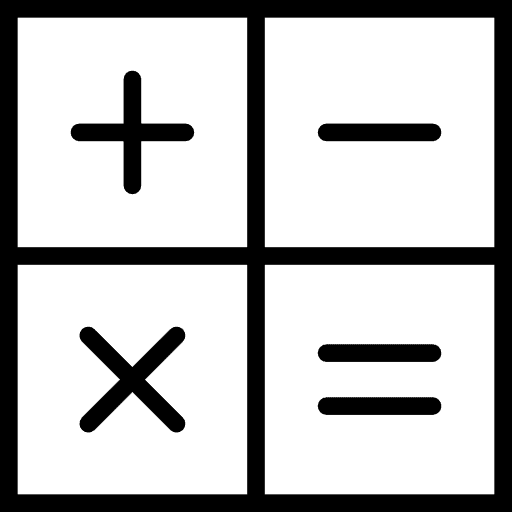 + −
× =